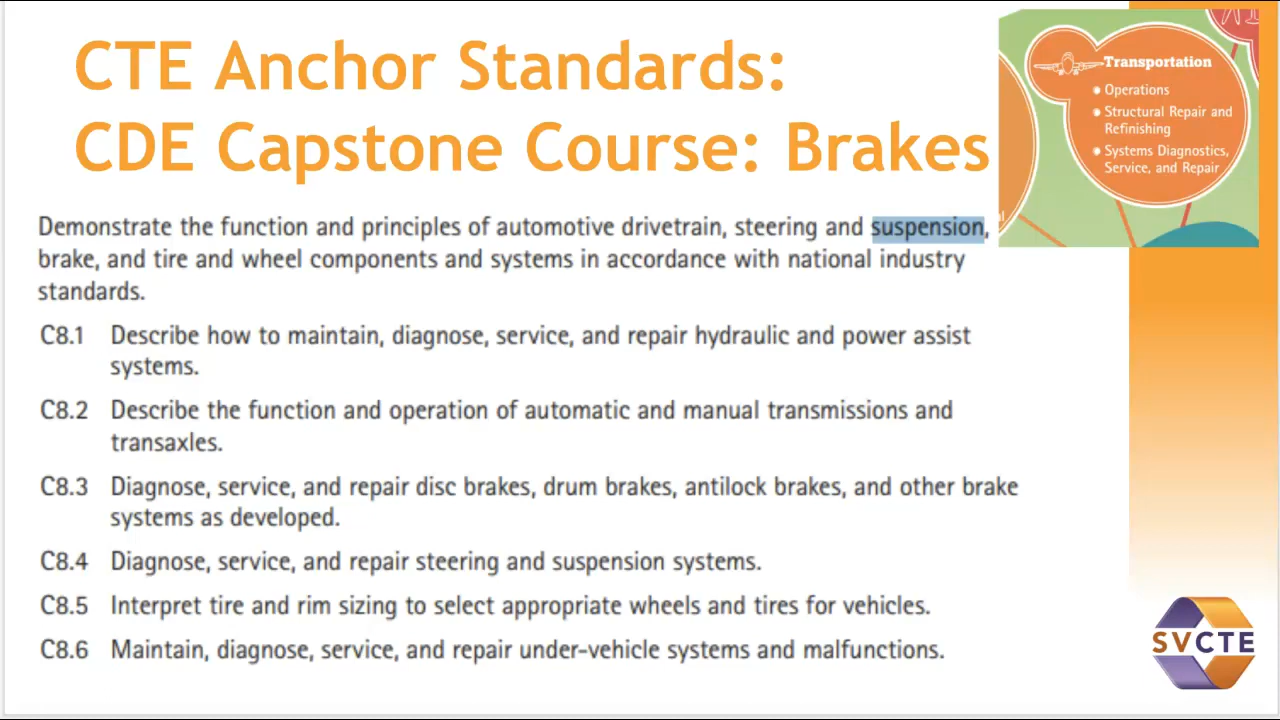 CTE Anchor Standards:
CDE Capstone Course: Brakes
Transportation
Operations
Structural Repair and
Refinishing
Systems Diagnostics,
Service, and Repair
Demonstrate the function and principles of automotive drivetrain, steering and suspension,
brake, and tire and wheel components and systems in accordance with national industry
standards.
C8.1 Describe how to maintain, diagnose, service, and repair hydraulic and power assist
systems.
C8.2 Describe the function and operation of automatic and manual transmissions and
transaxles.
C8.3 Diagnose, service, and repair disc brakes, drum brakes, antilock brakes, and other brake
systems as developed.
C8.4 Diagnose, service, and repair steering and suspension systems.
C8.5 Interpret tire and rim sizing to select appropriate wheels and tires for vehicles.
C8.6 Maintain, diagnose, service, and repair under-vehicle systems and malfunctions.
SVCTE